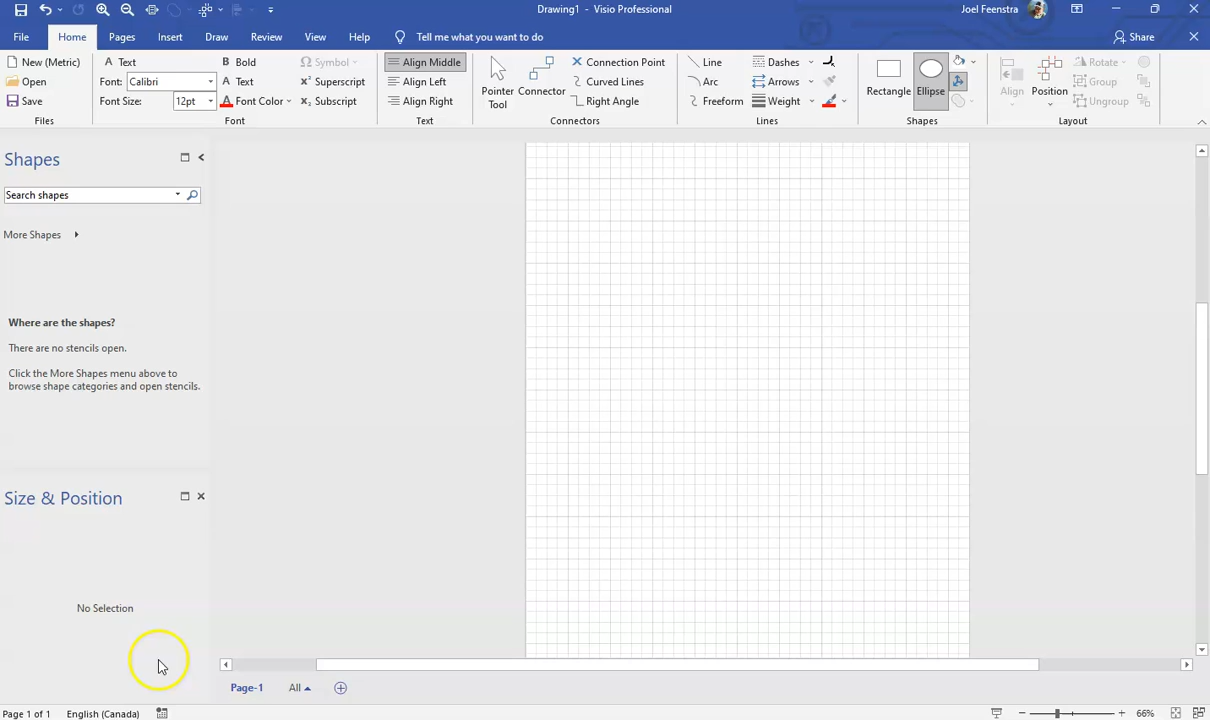 Drawing1 - Visio Professional
Joel Feenstra
File Home Pages Insert Draw Review View Help Tell me what you want to do Share
New (Metric)
Open
Save
Files
Text
Font: Calibri
Font Size: 12pt
Bold
Text
Font Color
Symbol
Superscript
Subscript
Font
Align Middle
Align Left
Align Right
Text
Pointer Tool
Connector
Connection Point
Curved Lines
Right Angle
Connectors
Line
Arc
Freeform
Dashes
Arrows
Weight
Lines
Rectangle
Ellipse
Shapes
Align
Position
Rotate
Group
Ungroup
Layout
Shapes
Search shapes
More Shapes
Where are the shapes?
There are no stencils open.
Click the More Shapes menu above to
browse shape categories and open stencils.
Size & Position
No Selection
Page-1 All
Page 1 of 1 English (Canada) 66%